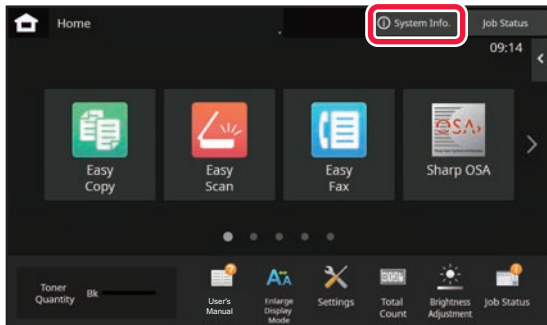 Home
System Info.
Job Status
09:14
Easy
Copy
Easy
Scan
Easy
Fax
Sharp OSA
Toner
Quantity
Bk
User's
Manual
Enlarge
Display
Mode
Settings
Total
Count
Brightness
Adjustment
Job Status